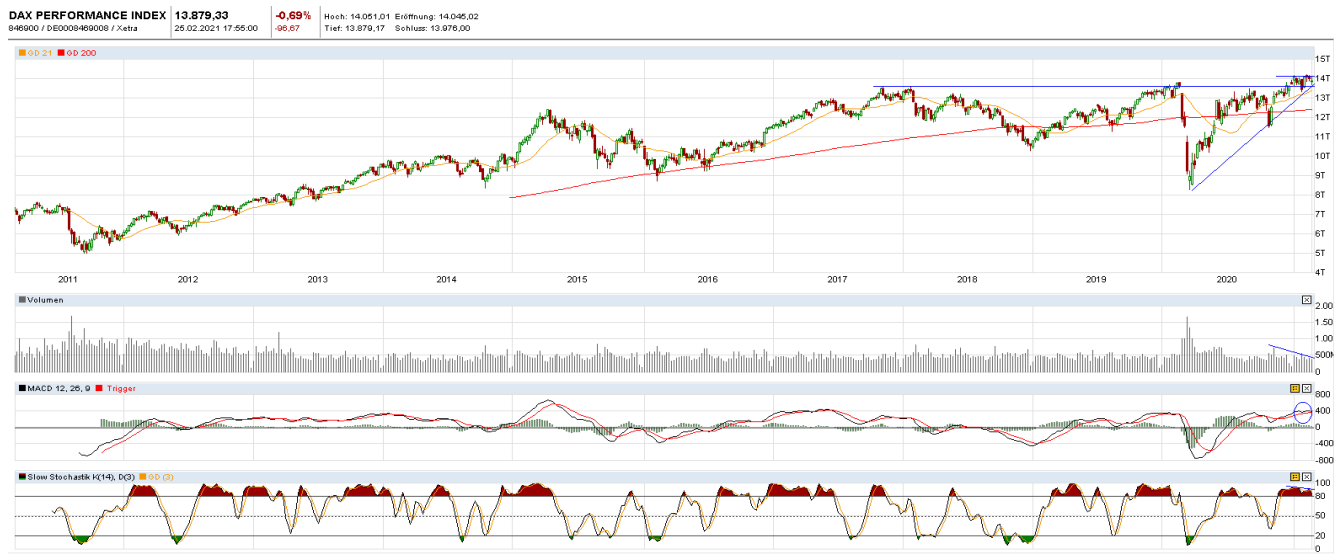 DAX PERFORMANCE INDEX 13.879,33 -0,69% Hoch: 14.051,01 Eröffnung: 14.045,02
846900 / DE0008469008 / Xetra 25.02.2021 17:55:00 -96,67 Tief: 13.879,17 Schluss: 13.976,00
GD 21 GD 200
15T
14T
13T
12T
11T
10T
9T
8T
7T
6T
5T
4T
2011 2012 2013 2014 2015 2016 2017 2018 2019 2020
Volumen
2.00
1.50
1.00
500M
0
MACD 12, 26, 9 Trigger
800
400
0
-400
-800
Slow Stochastik K(14), D(3) GD (3)
100
80
50
20
0